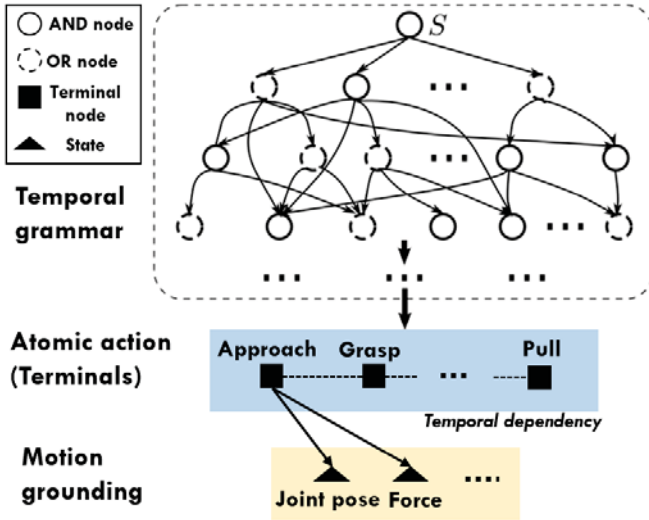 AND node
S
OR node
Terminal
node
State
Temporal
grammar
Atomic action
(Terminals)
Approach Grasp ... Pull
Temporal dependency
Motion
grounding
Joint pose Force